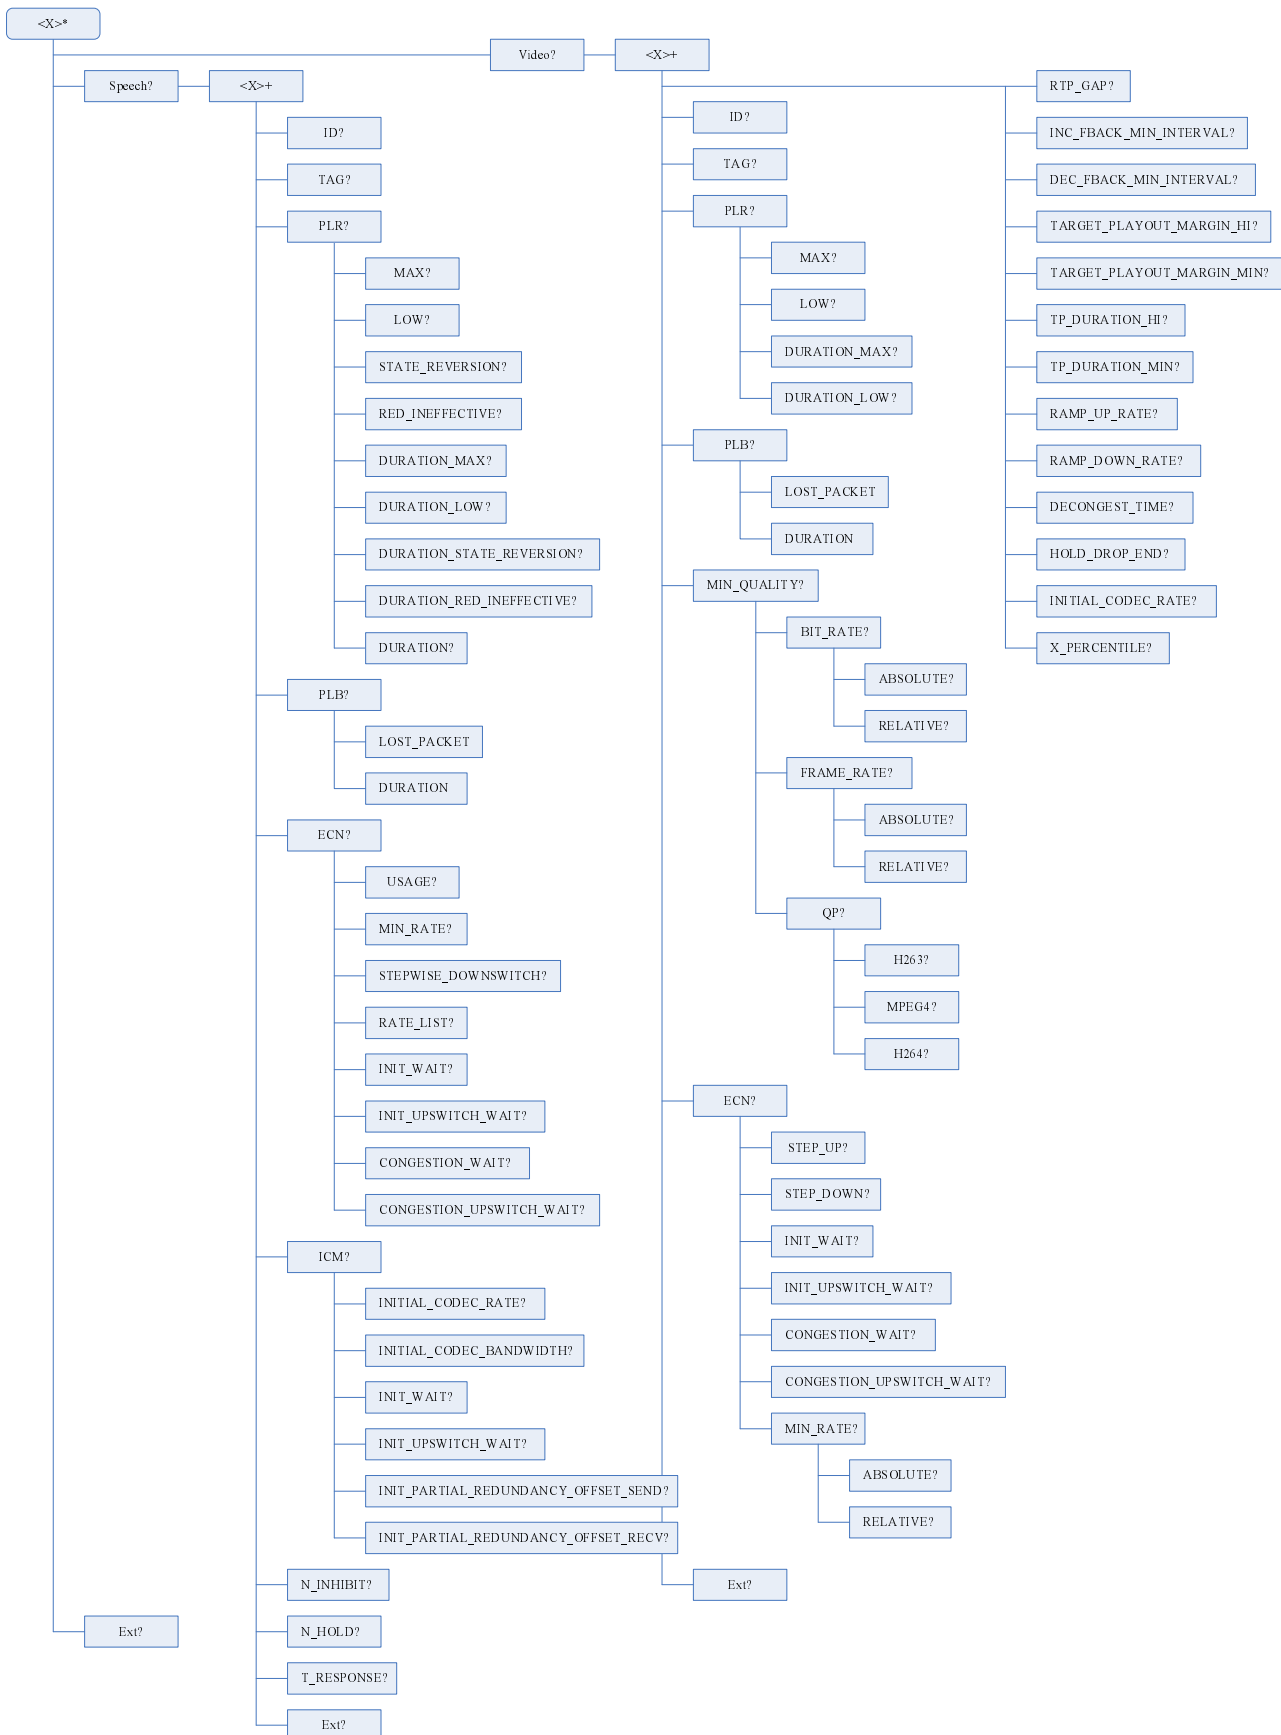 <X>*
Video?
<X>+
Speech?
<X>+
ID?
TAG?
PLR?
MAX?
LOW?
STATE_REVERSION?
RED_INEFFECTIVE?
DURATION_MAX?
DURATION_LOW?
DURATION_STATE_REVERSION?
DURATION_RED_INEFFECTIVE?
DURATION?
PLB?
LOST_PACKET
DURATION
ECN?
USAGE?
MIN_RATE?
STEPWISE_DOWNSWITCH?
RATE_LIST?
INIT_WAIT?
INIT_UPSWITCH_WAIT?
CONGESTION_WAIT?
CONGESTION_UPSWITCH_WAIT?
ICM?
INITIAL_CODEC_RATE?
INITIAL_CODEC_BANDWIDTH?
INIT_WAIT?
INIT_UPSWITCH_WAIT?
INIT_PARTIAL_REDUNDANCY_OFFSET_SEND?
INIT_PARTIAL_REDUNDANCY_OFFSET_RECV?
N_INHIBIT?
N_HOLD?
T_RESPONSE?
Ext?
Ext?
ID?
TAG?
PLR?
MAX?
LOW?
DURATION_MAX?
DURATION_LOW?
PLB?
LOST_PACKET
DURATION
MIN_QUALITY?
BIT_RATE?
ABSOLUTE?
RELATIVE?
FRAME_RATE?
ABSOLUTE?
RELATIVE?
QP?
H263?
MPEG4?
H264?
ECN?
STEP_UP?
STEP_DOWN?
INIT_WAIT?
INIT_UPSWITCH_WAIT?
CONGESTION_WAIT?
CONGESTION_UPSWITCH_WAIT?
MIN_RATE?
ABSOLUTE?
RELATIVE?
Ext?
RTP_GAP?
INC_FBACK_MIN_INTERVAL?
DEC_FBACK_MIN_INTERVAL?
TARGET_PLAYOUT_MARGIN_HI?
TARGET_PLAYOUT_MARGIN_MIN?
TP_DURATION_HI?
TP_DURATION_MIN?
RAMP_UP_RATE?
RAMP_DOWN_RATE?
DECONGEST_TIME?
HOLD_DROP_END?
INITIAL_CODEC_RATE?
X_PERCENTILE?